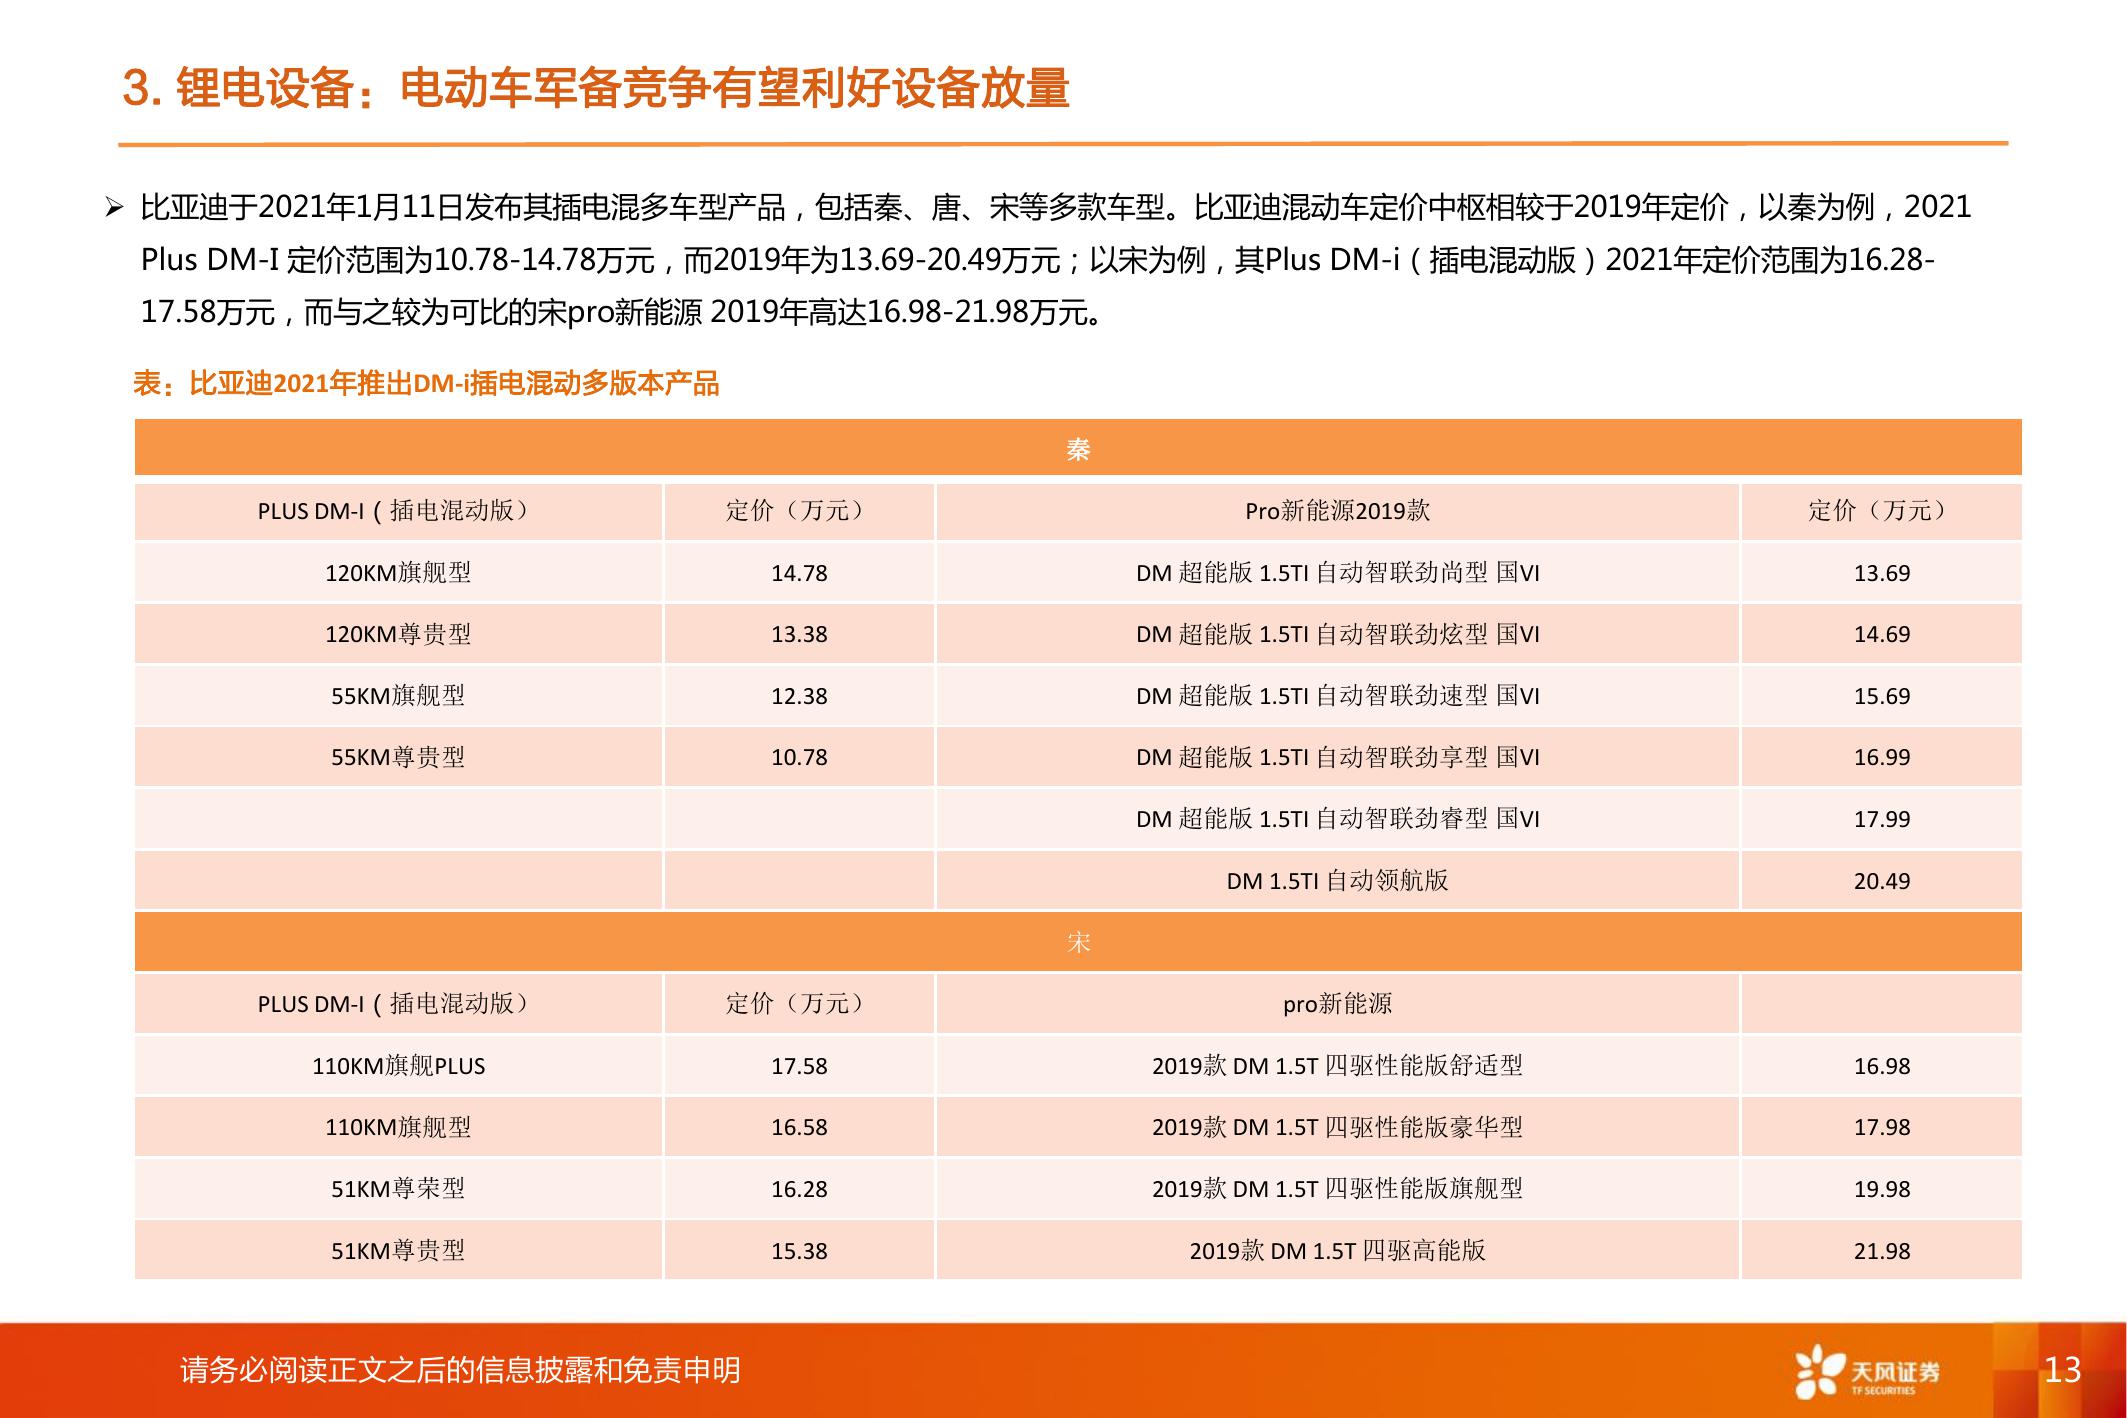 3. 锂电设备：电动车军备竞争有望利好设备放量
➢ 比亚迪于2021年1月11日发布其插电混多车型产品，包括秦、唐、宋等多款车型。比亚迪混动车定价中枢相较于2019年定价，以秦为例，2021
Plus DM-I 定价范围为10.78-14.78万元，而2019年为13.69-20.49万元；以宋为例，其Plus DM-i（插电混动版）2021年定价范围为16.28-
17.58万元，而与之较为可比的宋pro新能源 2019年高达16.98-21.98万元。
表：比亚迪2021年推出DM-i插电混动多版本产品
秦
PLUS DM-I（插电混动版） 定价（万元） Pro新能源2019款 定价（万元）
120KM旗舰型 14.78 DM 超能版 1.5TI 自动智联劲尚型 国VI 13.69
120KM尊贵型 13.38 DM 超能版 1.5TI 自动智联劲炫型 国VI 14.69
55KM旗舰型 12.38 DM 超能版 1.5TI 自动智联劲速型 国VI 15.69
55KM尊贵型 10.78 DM 超能版 1.5TI 自动智联劲享型 国VI 16.99
DM 超能版 1.5TI 自动智联劲睿型 国VI 17.99
DM 1.5TI 自动领航版 20.49
宋
PLUS DM-I（插电混动版） 定价（万元） pro新能源
110KM旗舰PLUS 17.58 2019款 DM 1.5T 四驱性能版舒适型 16.98
110KM旗舰型 16.58 2019款 DM 1.5T 四驱性能版豪华型 17.98
51KM尊荣型 16.28 2019款 DM 1.5T 四驱性能版旗舰型 19.98
51KM尊贵型 15.38 2019款 DM 1.5T 四驱高能版 21.98
请务必阅读正文之后的信息披露和免责申明
天风证券
TF SECURITIES
13